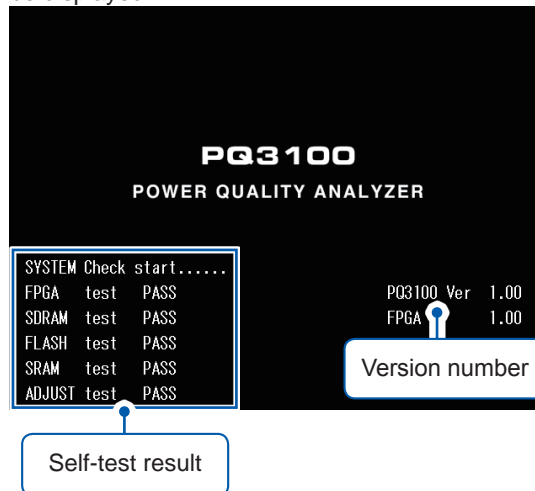 PQ3100
POWER QUALITY ANALYZER
SYSTEM Check start......
FPGA test PASS
SDRAM test PASS
FLASH test PASS
SRAM test PASS
ADJUST test PASS
PQ3100 Ver 1.00
FPGA 1.00
Version number
Self-test result